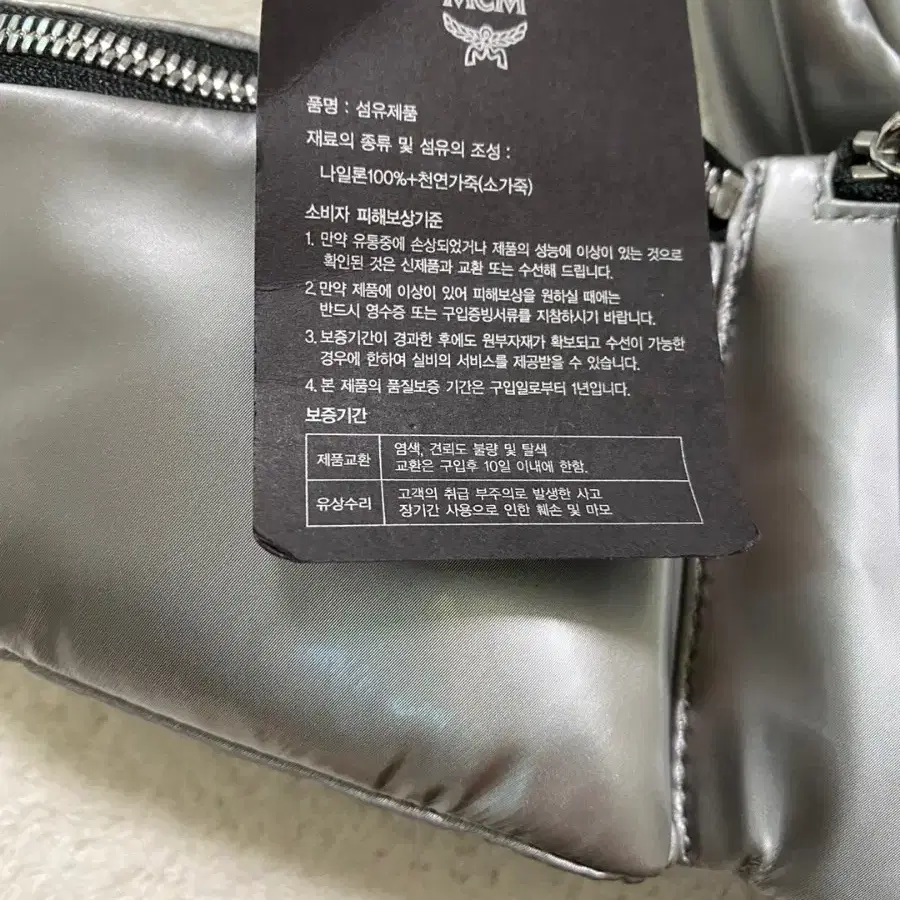 MCM
품명 : 섬유제품
재료의 종류 및 섬유의 조성 :
나일론100%+천연가죽(소가죽)
소비자 피해보상기준
1. 만약 유통중에 손상되었거나 제품의 성능에 이상이 있는 것으로
확인된 것은 신제품과 교환 또는 수선해 드립니다.
2. 만약 제품에 이상이 있어 피해보상을 원하실 때에는
반드시 영수증 또는 구입증빙서류를 지참하시기 바랍니다.
3. 보증기간이 경과한 후에도 원부자재가 확보되고 수선이 가능한
경우에 한하여 실비의 서비스를 제공받을 수 있습니다.
4. 본 제품의 품질보증 기간은 구입일로부터 1년입니다.
보증기간
제품교환
염색, 견뢰도 불량 및 탈색
교환은 구입후 10일 이내에 한함.
유상수리
고객의 취급 부주의로 발생한 사고
장기간 사용으로 인한 훼손 및 마모